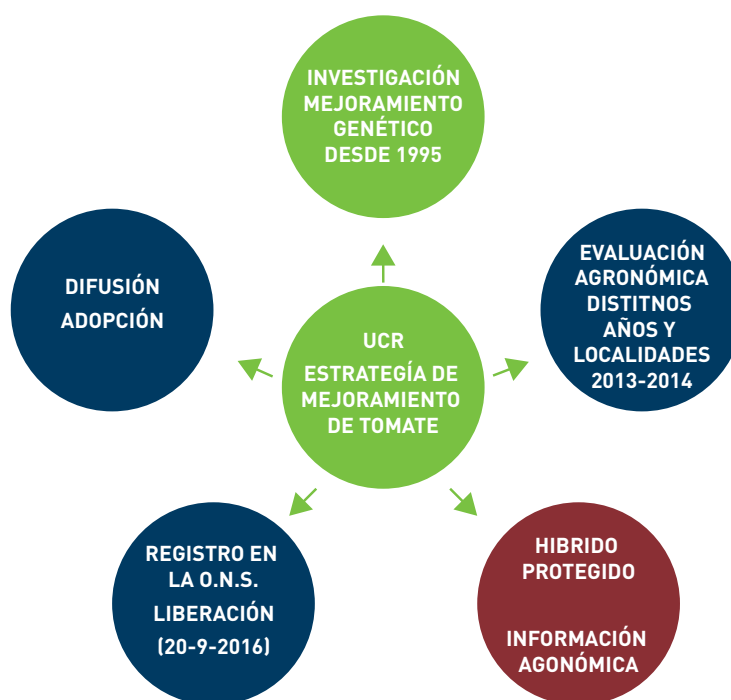 INVESTIGACIÓN
MEJORAMIENTO
GENÉTICO
DESDE 1995
DIFUSIÓN
ADOPCIÓN
EVALUACIÓN
AGRONÓMICA
DISTITNOS
AÑOS Y
LOCALIDADES
2013-2014
UCR
ESTRATEGÍA DE
MEJORAMIENTO
DE TOMATE
REGISTRO EN
LA O.N.S.
LIBERACIÓN
(20-9-2016)
HIBRIDO
PROTEGIDO
INFORMACIÓN
AGONÓMICA